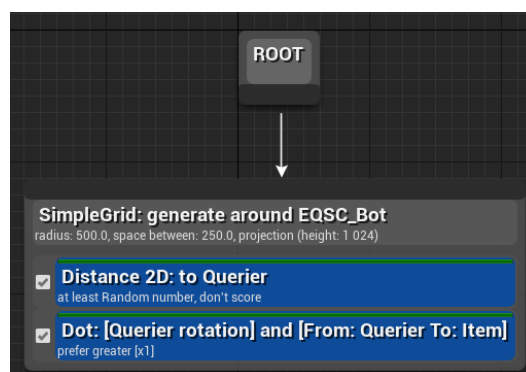 ROOT
SimpleGrid: generate around EQSC_Bot
radius: 500.0, space between: 250.0, projection (height: 1 024)
Distance 2D: to Querier
at least Random number, don't score
Dot: [Querier rotation] and [From: Querier To: Item]
prefer greater [x1]